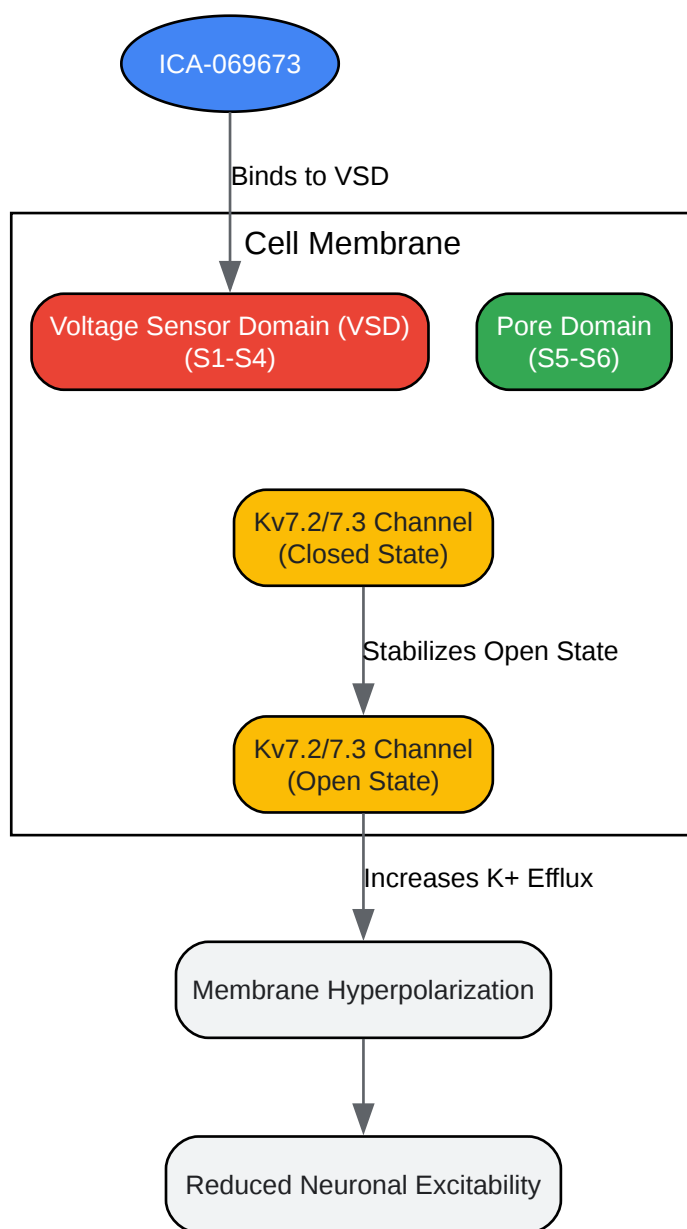 ICA-069673
Binds to VSD
Cell Membrane
Voltage Sensor Domain (VSD)
(S1-S4)
Pore Domain
(S5-S6)
Kv7.2/7.3 Channel
(Closed State)
Stabilizes Open State
Kv7.2/7.3 Channel
(Open State)
Increases K+ Efflux
Membrane Hyperpolarization
Reduced Neuronal Excitability